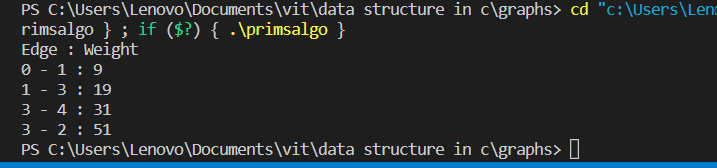 PS C:\Users\Lenovo\Documents\vit\data structure in c\graphs> cd "c:\Users\Len
rimsalgo } ; if ($?) { .\primsalgo }
Edge : Weight
0 - 1 : 9
1 - 3 : 19
3 - 4 : 31
3 - 2 : 51
PS C:\Users\Lenovo\Documents\vit\data structure in c\graphs>